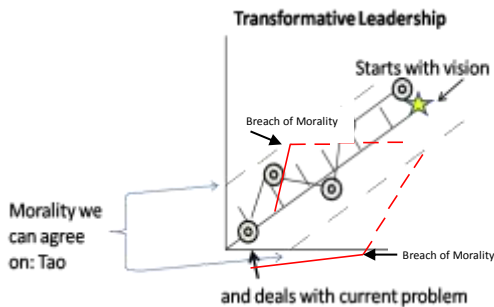 Transformative Leadership
Starts with vision
Breach of Morality
Morality we
can agree
on: Tao
Breach of Morality
and deals with current problem